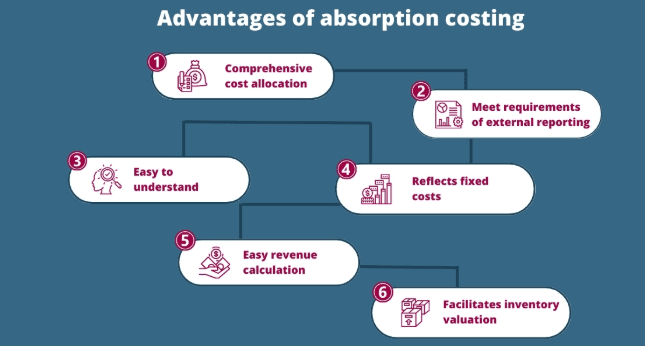 Advantages of absorption costing
1
Comprehensive
cost allocation
2
Meet requirements
of external reporting
3
Easy to
understand
4
Reflects fixed
costs
5
Easy revenue
calculation
6
Facilitates inventory
valuation